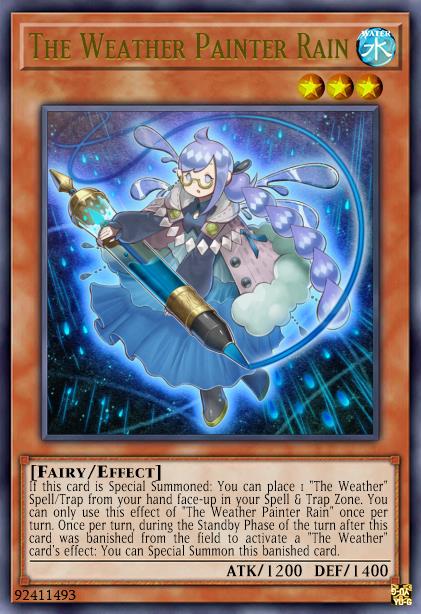 The Weather Painter Rain
WATER
水
[Fairy/Effect]
If this card is Special Summoned: You can place 1 "The Weather"
Spell/Trap from your hand face-up in your Spell & Trap Zone. You
can only use this effect of "The Weather Painter Rain" once per
turn. Once per turn, during the Standby Phase of the turn after this
card was banished from the field to activate a "The Weather"
card's effect: You can Special Summon this banished card.
ATK/1200 DEF/1400
92411493